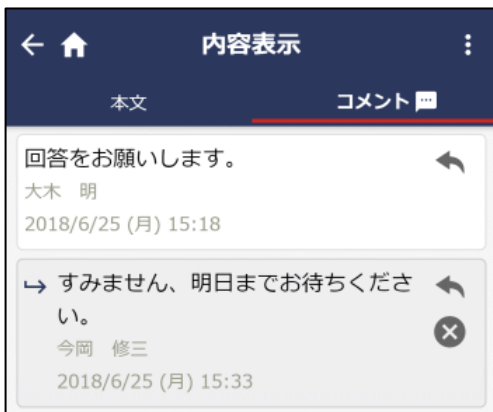 内容表示
本文
コメント
回答をお願いします。
大木 明
2018/6/25 (月) 15:18
すみません、明日までお待ちくださ
い。
今岡 修三
2018/6/25 (月) 15:33